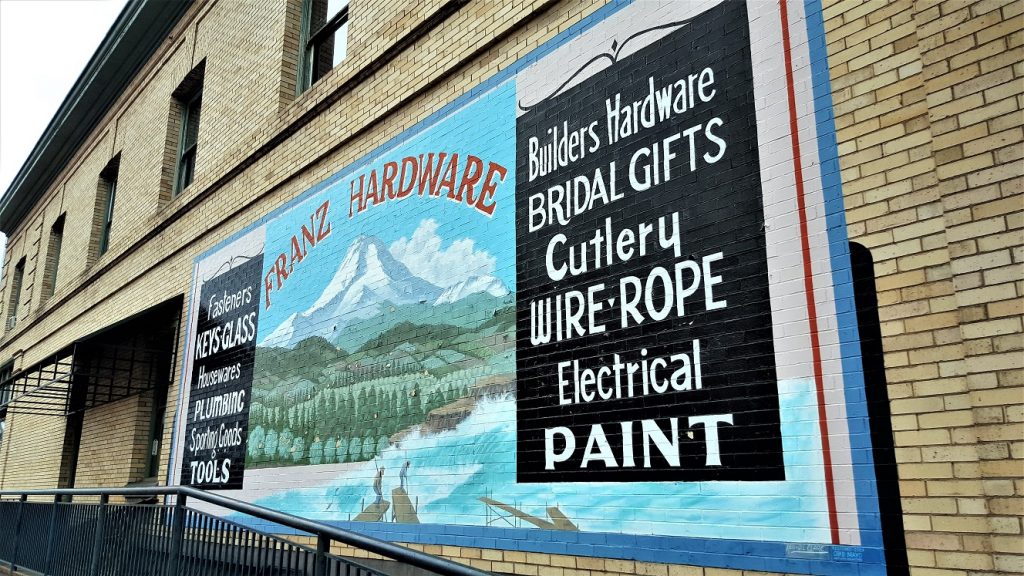 FRANZ HARDWARE
Fasteners
KEYS·GLASS
Housewares
PLUMBING
Sporting Goods
TOOLS
Builders Hardware
BRIDAL GIFTS
Cutlery
WIRE·ROPE
Electrical
PAINT